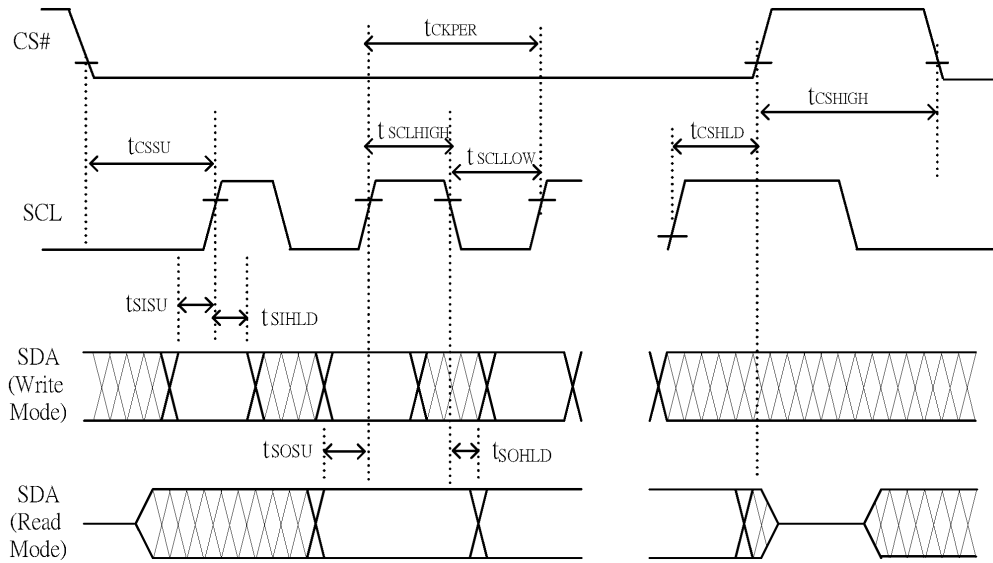 CS#
tCKPER
tCSHIGH
tSCLHIGH
tCSHLD
tCSSU
tSCLLOW
SCL
tSISU
tSIHLD
SDA
(Write
Mode)
tSOSU
tSOHLD
SDA
(Read
Mode)